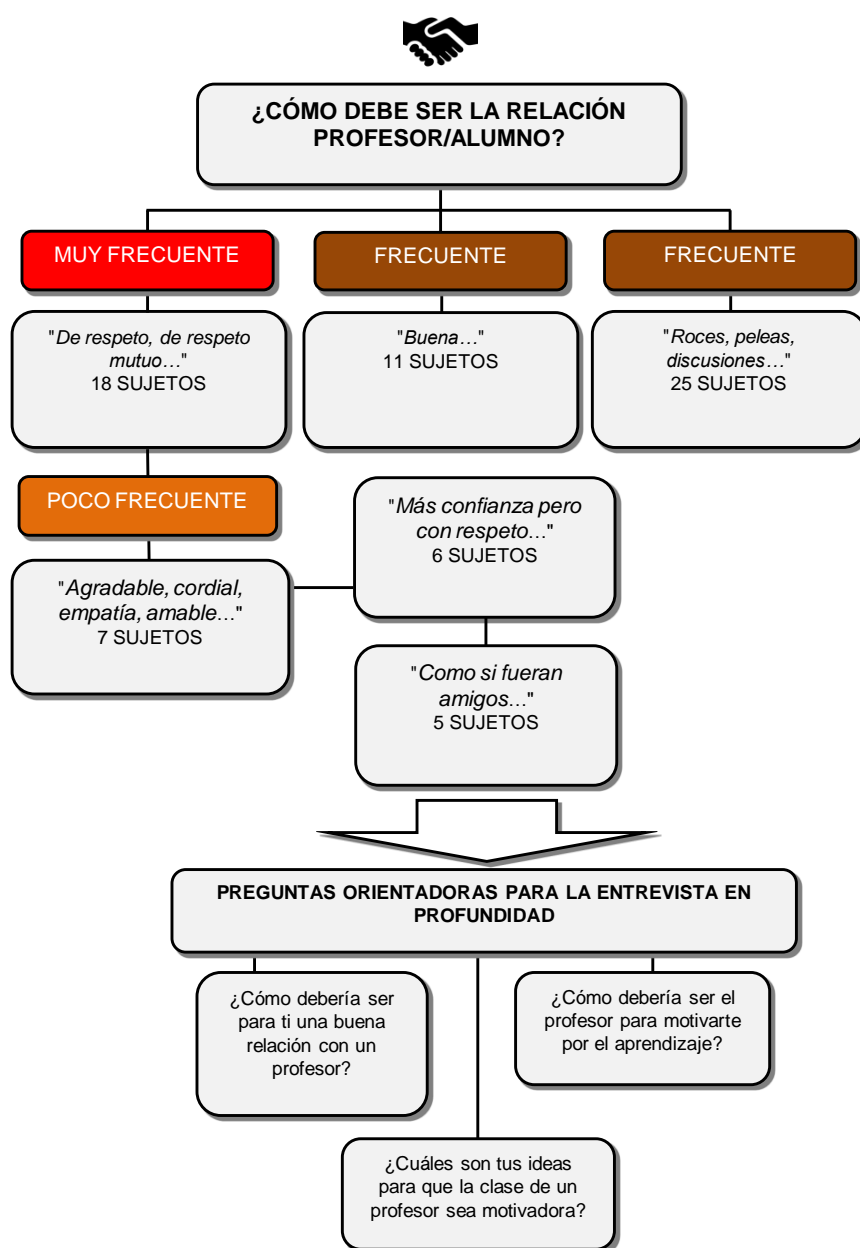 ¿CÓMO DEBE SER LA RELACIÓN
PROFESOR/ALUMNO?
MUY FRECUENTE
FRECUENTE
FRECUENTE
"De respeto, de respeto
mutuo…"
18 SUJETOS
"Buena…"
11 SUJETOS
"Roces, peleas,
discusiones…"
25 SUJETOS
POCO FRECUENTE
"Agradable, cordial,
empatía, amable…"
7 SUJETOS
"Más confianza pero
con respeto…"
6 SUJETOS
"Como si fueran
amigos…"
5 SUJETOS
PREGUNTAS ORIENTADORAS PARA LA ENTREVISTA EN
PROFUNDIDAD
¿Cómo debería ser
para ti una buena
relación con un
profesor?
¿Cómo debería ser el
profesor para motivarte
por el aprendizaje?
¿Cuáles son tus ideas
para que la clase de un
profesor sea motivadora?